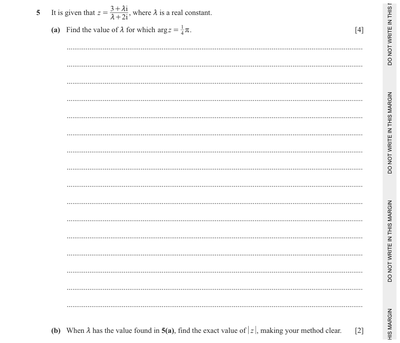 5 It is given that z = (3 + λi)/(λ + 2i), where λ is a real constant.
(a) Find the value of λ for which arg z = ¼π. [4]
(b) When λ has the value found in 5(a), find the exact value of |z|, making your method clear. [2]
DO NOT WRITE IN THIS
DO NOT WRITE IN THIS MARGIN
DO NOT WRITE IN THIS MARGIN
HIS MARGIN